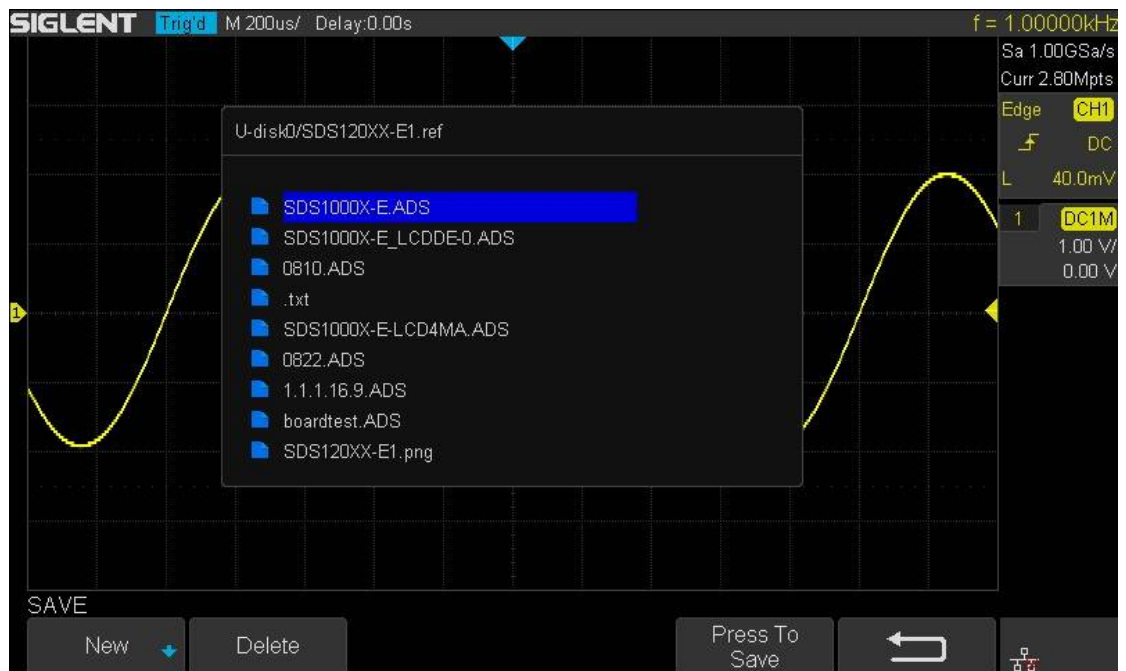 SIGLENT Trig'd M 200us/ Delay:0.00s f = 1.00000kHz
Sa 1.00GSa/s
Curr 2.80Mpts
Edge CH1
DC
L 40.0mV
1 DC1M
1.00 V/
0.00 V
U-disk0/SDS120XX-E1.ref
SDS1000X-E.ADS
SDS1000X-E_LCDDE-0.ADS
0810.ADS
.txt
SDS1000X-E-LCD4MA.ADS
0822.ADS
1.1.1.16.9.ADS
boardtest.ADS
SDS120XX-E1.png
1
SAVE
New Delete Press To
Save